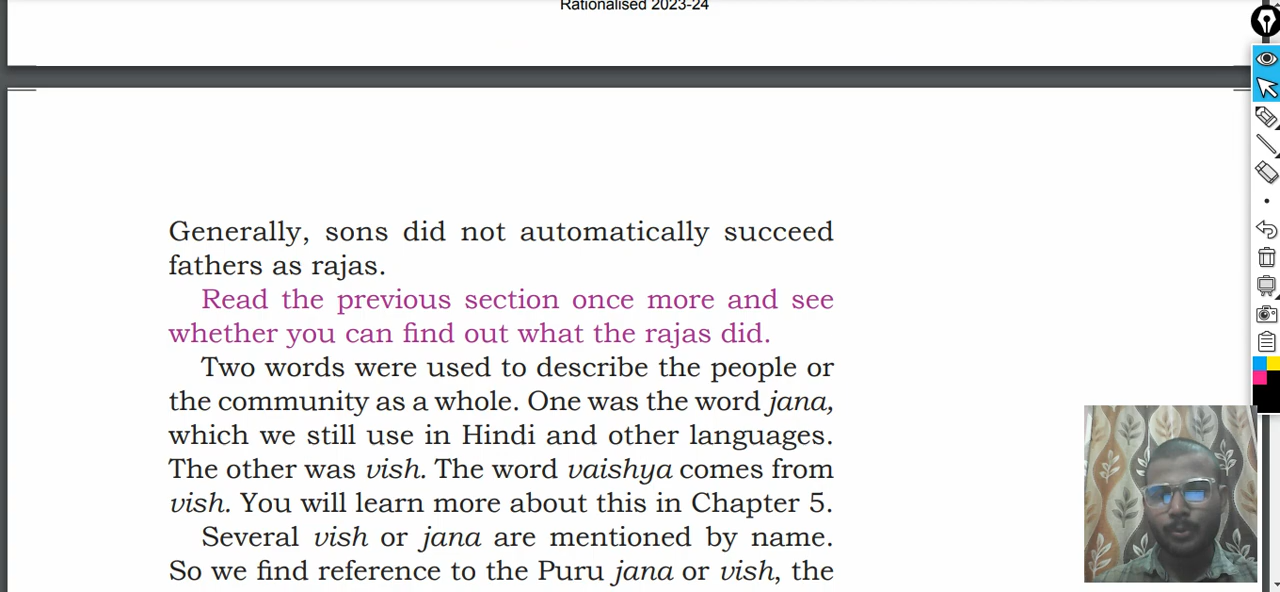 Rationalised 2023-24
Generally, sons did not automatically succeed
fathers as rajas.
Read the previous section once more and see
whether you can find out what the rajas did.
Two words were used to describe the people or
the community as a whole. One was the word jana,
which we still use in Hindi and other languages.
The other was vish. The word vaishya comes from
vish. You will learn more about this in Chapter 5.
Several vish or jana are mentioned by name.
So we find reference to the Puru jana or vish, the